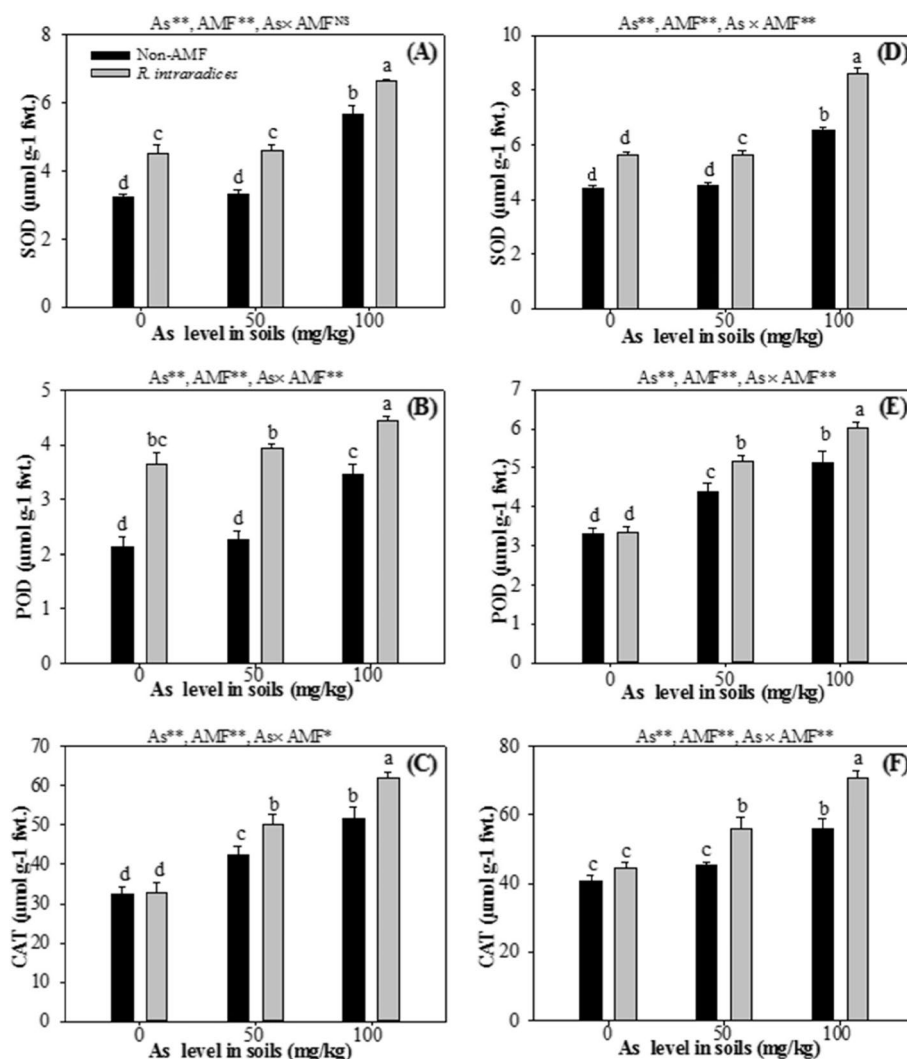 As**, AMF**, As× AMF^NS
(A)
Non-AMF
R. intraradices
SOD (µmol g-1 fwt.)
8
6
4
2
0
d c d c b a
0 50 100
As level in soils (mg/kg)
As**, AMF**, As × AMF**
(D)
SOD (µmol g-1 fwt.)
10
8
6
4
2
0
d d d c b a
0 50 100
As level in soils (mg/kg)
As**, AMF**, As× AMF**
(B)
POD (µmol g-1 fwt.)
5
4
3
2
1
0
d bc d b c a
0 50 100
As level in soils (mg/kg)
As**, AMF**, As× AMF**
(E)
POD (µmol g-1 fwt.)
7
6
5
4
3
2
1
0
d d c b b a
0 50 100
As level in soils (mg/kg)
As**, AMF**, As× AMF*
(C)
CAT (µmol g-1 fwt.)
70
60
50
40
30
20
10
0
d d c b b a
0 50 100
As level in soils (mg/kg)
As**, AMF**, As × AMF**
(F)
CAT (µmol g-1 fwt.)
80
60
40
20
0
c c c b b a
0 50 100
As level in soils (mg/kg)